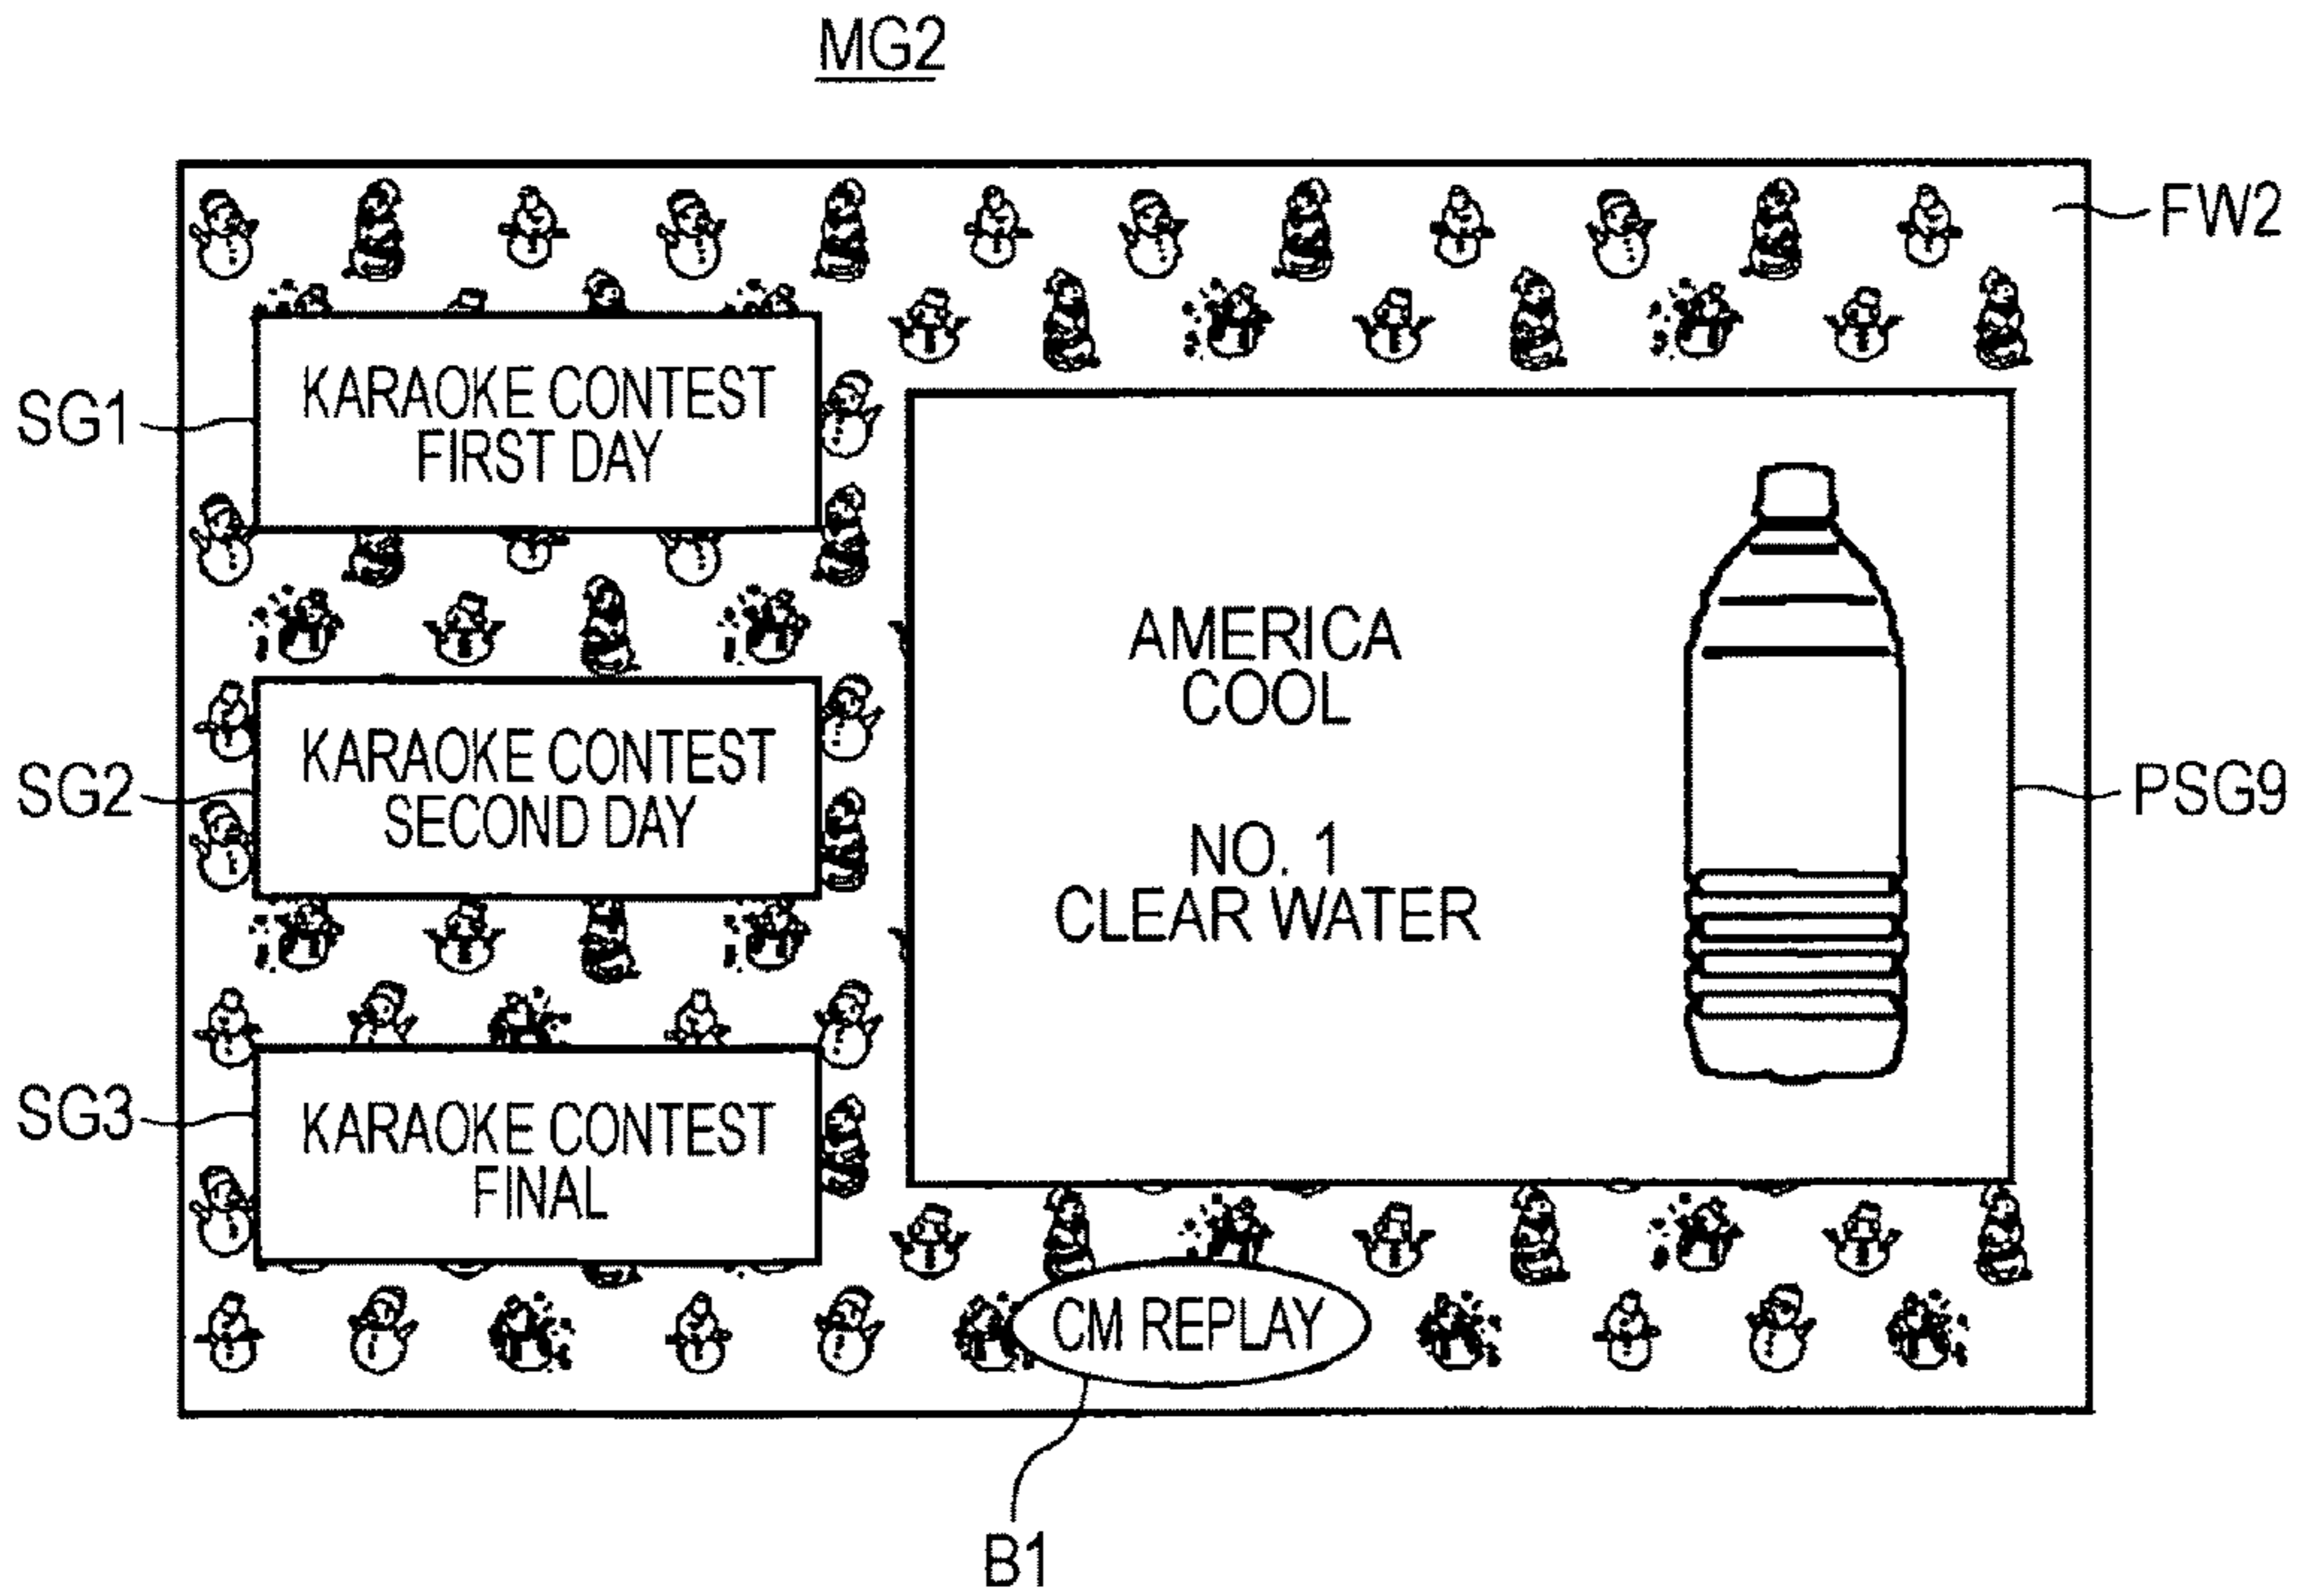 MG2
FW2
SG1
KARAOKE CONTEST
FIRST DAY
SG2
KARAOKE CONTEST
SECOND DAY
SG3
KARAOKE CONTEST
FINAL
AMERICA
COOL
NO. 1
CLEAR WATER
PSG9
CM REPLAY
B1